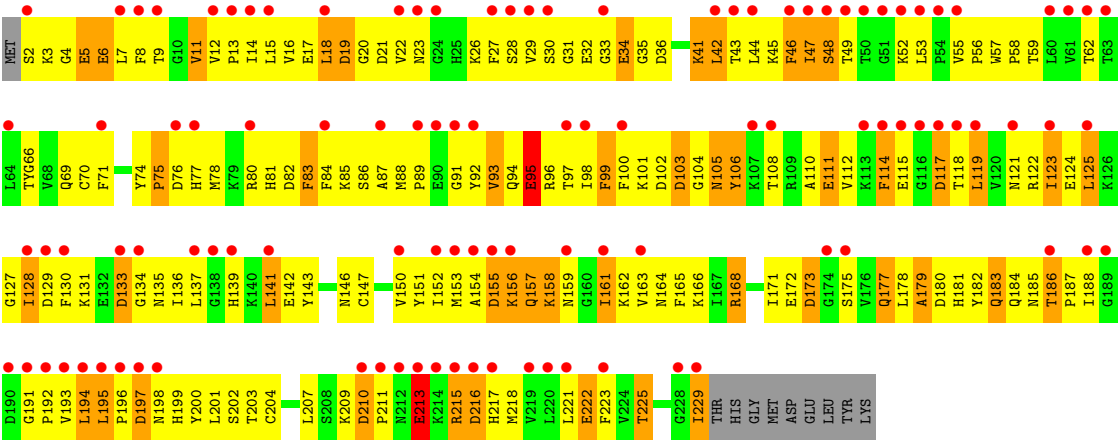 MET S2 K3 G4 E5 E6 L7 F8 T9 G10 V11 V12 P13 I14 L15 V16 E17 L18 D19 G20 D21 V22 N23 G24 H25 K26 F27 S28 V29 S30 G31 E32 G33 E34 G35 D36 K41 L42 T43 L44 K45 F46 I47 S48 T49 T50 G51 K52 L53 P54 V55 P56 W57 P58 T59 L60 V61 T62 T63
L64 TYG66 V68 Q69 C70 F71 Y74 P75 D76 H77 M78 K79 R80 H81 D82 F83 F84 K85 S86 A87 M88 P89 E90 G91 Y92 V93 Q94 E95 R96 T97 I98 F99 F100 K101 D102 D103 G104 N105 Y106 K107 T108 R109 A110 E111 V112 K113 F114 E115 G116 D117 T118 L119 V120 N121 R122 I123 E124 L125 K126
G127 I128 D129 F130 K131 E132 D133 G134 N135 I136 L137 G138 H139 K140 L141 E142 Y143 N146 C147 V150 Y151 I152 M153 A154 D155 K156 Q157 K158 N159 G160 I161 K162 V163 N164 F165 K166 I167 R168 I171 E172 D173 G174 S175 V176 Q177 L178 A179 D180 H181 Y182 Q183 Q184 N185 T186 P187 I188 G189
D190 G191 P192 V193 L194 L195 P196 D197 N198 H199 Y200 L201 S202 T203 C204 L207 S208 K209 D210 P211 N212 E213 K214 R215 D216 H217 M218 V219 L220 L221 E222 F223 V224 T225 G228 I229 THR HIS GLY MET ASP GLU LEU TYR LYS